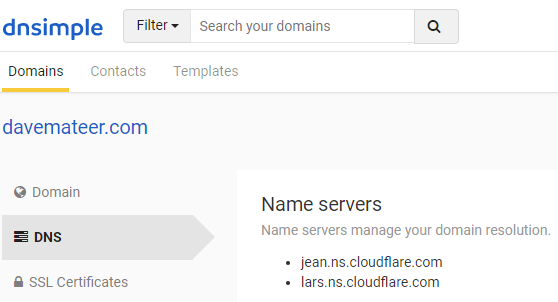 dnsimple
Filter
Search your domains
Domains Contacts Templates
davemateer.com
Domain
DNS
SSL Certificates
Name servers
Name servers manage your domain resolution.
jean.ns.cloudflare.com
lars.ns.cloudflare.com